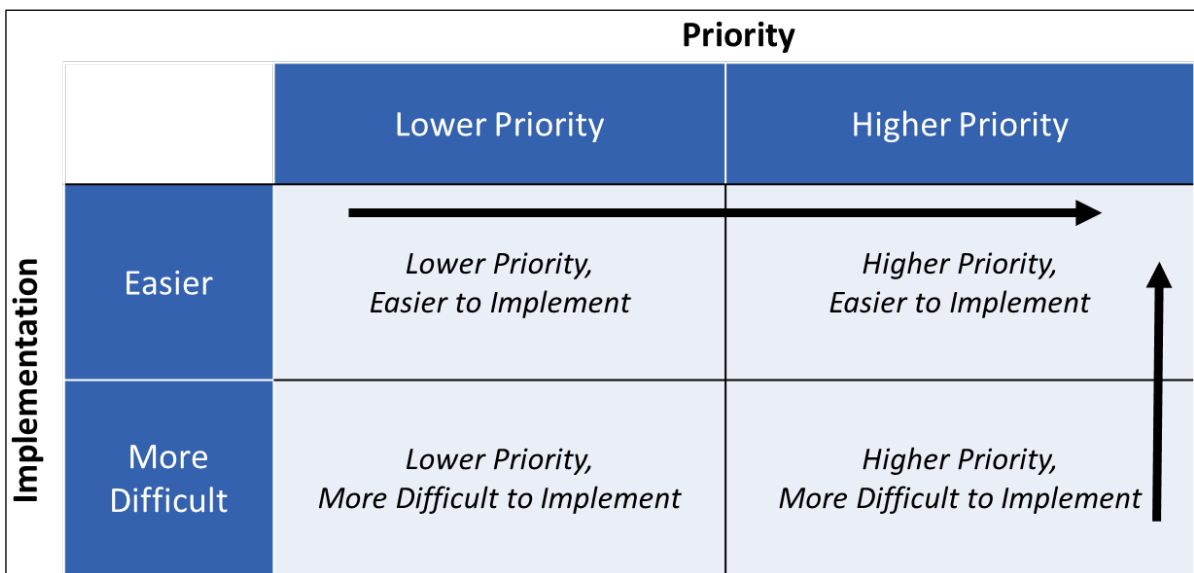 Priority
Lower Priority
Higher Priority
Implementation
Easier
Lower Priority,
Easier to Implement
Higher Priority,
Easier to Implement
More
Difficult
Lower Priority,
More Difficult to Implement
Higher Priority,
More Difficult to Implement